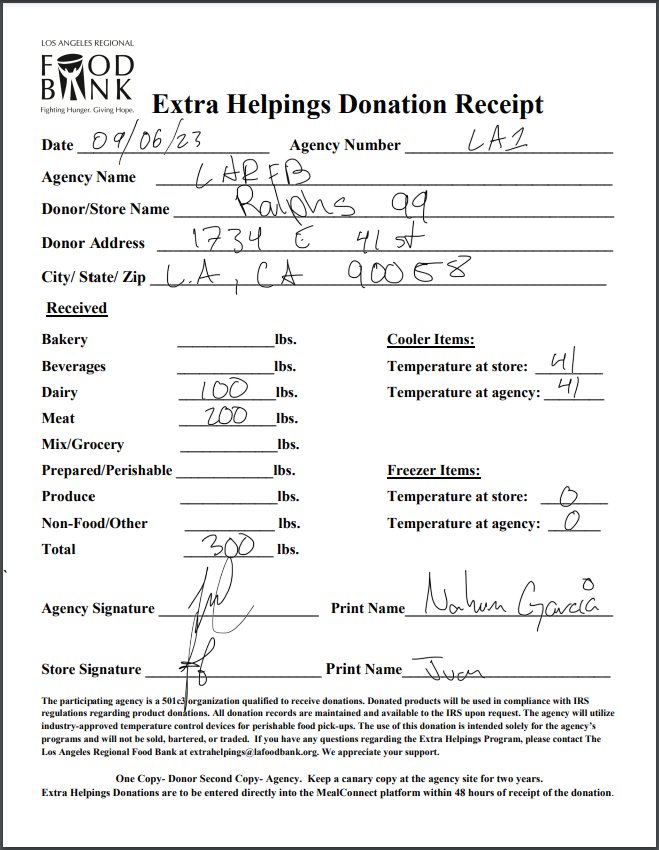 LOS ANGELES REGIONAL
FOOD
BANK
Fighting Hunger. Giving Hope.
Extra Helpings Donation Receipt
Date 09/06/23 Agency Number LA1
Agency Name LARFB
Donor/Store Name Ralphs 99
Donor Address 1734 E 41 st
City/ State/ Zip L.A, CA 90058
Received
Bakery lbs. Cooler Items:
Beverages lbs. Temperature at store: 41
Dairy 100 lbs. Temperature at agency: 41
Meat 200 lbs.
Mix/Grocery lbs.
Prepared/Perishable lbs. Freezer Items:
Produce lbs. Temperature at store: 0
Non-Food/Other lbs. Temperature at agency: 0
Total 300 lbs.
Agency Signature Print Name Nahum Garcia
Store Signature Print Name Juan
The participating agency is a 501c3 organization qualified to receive donations. Donated products will be used in compliance with IRS
regulations regarding product donations. All donation records are maintained and available to the IRS upon request. The agency will utilize
industry-approved temperature control devices for perishable food pick-ups. The use of this donation is intended solely for the agency's
programs and will not be sold, bartered, or traded. If you have any questions regarding the Extra Helpings Program, please contact The
Los Angeles Regional Food Bank at extrahelpings@lafoodbank.org. We appreciate your support.
One Copy- Donor Second Copy- Agency. Keep a canary copy at the agency site for two years.
Extra Helpings Donations are to be entered directly into the MealConnect platform within 48 hours of receipt of the donation.